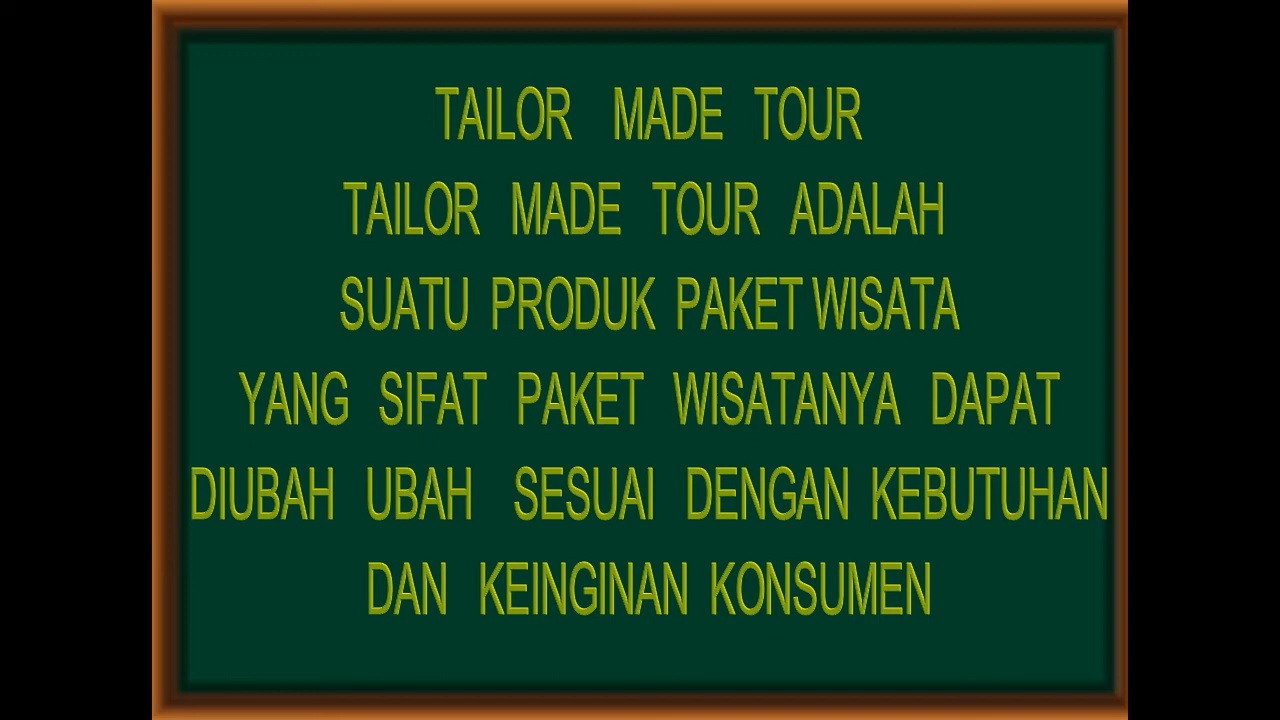 TAILOR MADE TOUR
TAILOR MADE TOUR ADALAH
SUATU PRODUK PAKET WISATA
YANG SIFAT PAKET WISATANYA DAPAT
DIUBAH UBAH SESUAI DENGAN KEBUTUHAN
DAN KEINGINAN KONSUMEN